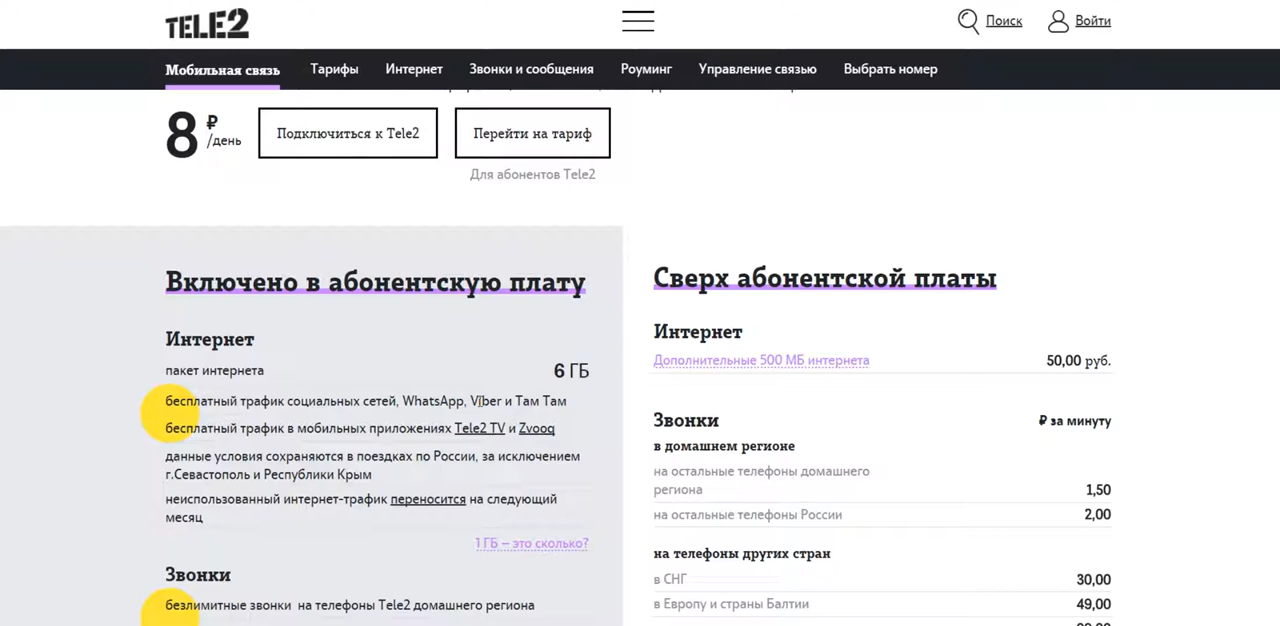 TELE2
Поиск
Войти
Мобильная связь Тарифы Интернет Звонки и сообщения Роуминг Управление связью Выбрать номер
8 ₽/день
Подключиться к Tele2
Перейти на тариф
Для абонентов Tele2
Включено в абонентскую плату
Интернет
пакет интернета 6 ГБ
бесплатный трафик социальных сетей, WhatsApp, Viber и Там Там
бесплатный трафик в мобильных приложениях Tele2 TV и Zvooq
данные условия сохраняются в поездках по России, за исключением
г.Севастополь и Республики Крым
неиспользованный интернет-трафик переносится на следующий
месяц
1 ГБ – это сколько?
Звонки
безлимитные звонки на телефоны Tele2 домашнего региона
Сверх абонентской платы
Интернет
Дополнительные 500 МБ интернета 50,00 руб.
Звонки ₽ за минуту
в домашнем регионе
на остальные телефоны домашнего
региона 1,50
на остальные телефоны России 2,00
на телефоны других стран
в СНГ 30,00
в Европу и страны Балтии 49,00